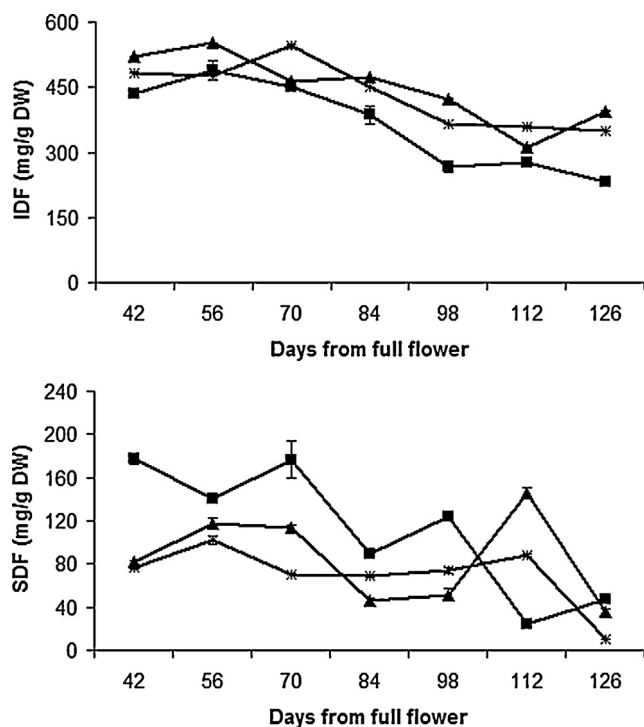 600
450
300
150
0
IDF (mg/g DW)
42 56 70 84 98 112 126
Days from full flower
240
200
160
120
80
40
0
SDF (mg/g DW)
42 56 70 84 98 112 126
Days from full flower